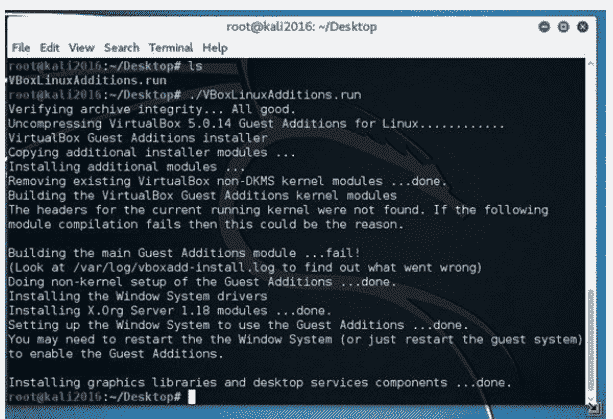 root@kali2016: ~/Desktop
File Edit View Search Terminal Help
root@kali2016:~/Desktop# ls
VBoxLinuxAdditions.run
root@kali2016:~/Desktop# ./VBoxLinuxAdditions.run
Verifying archive integrity... All good.
Uncompressing VirtualBox 5.0.14 Guest Additions for Linux............
VirtualBox Guest Additions installer
Copying additional installer modules ...
Installing additional modules ...
Removing existing VirtualBox non-DKMS kernel modules ...done.
Building the VirtualBox Guest Additions kernel modules
The headers for the current running kernel were not found. If the following
module compilation fails then this could be the reason.
Building the main Guest Additions module ...fail!
(Look at /var/log/vboxadd-install.log to find out what went wrong)
Doing non-kernel setup of the Guest Additions ...done.
Installing the Window System drivers
Installing X.Org Server 1.18 modules ...done.
Setting up the Window System to use the Guest Additions ...done.
You may need to restart the the Window System (or just restart the guest system)
to enable the Guest Additions.
Installing graphics libraries and desktop services components ...done.
root@kali2016:~/Desktop#